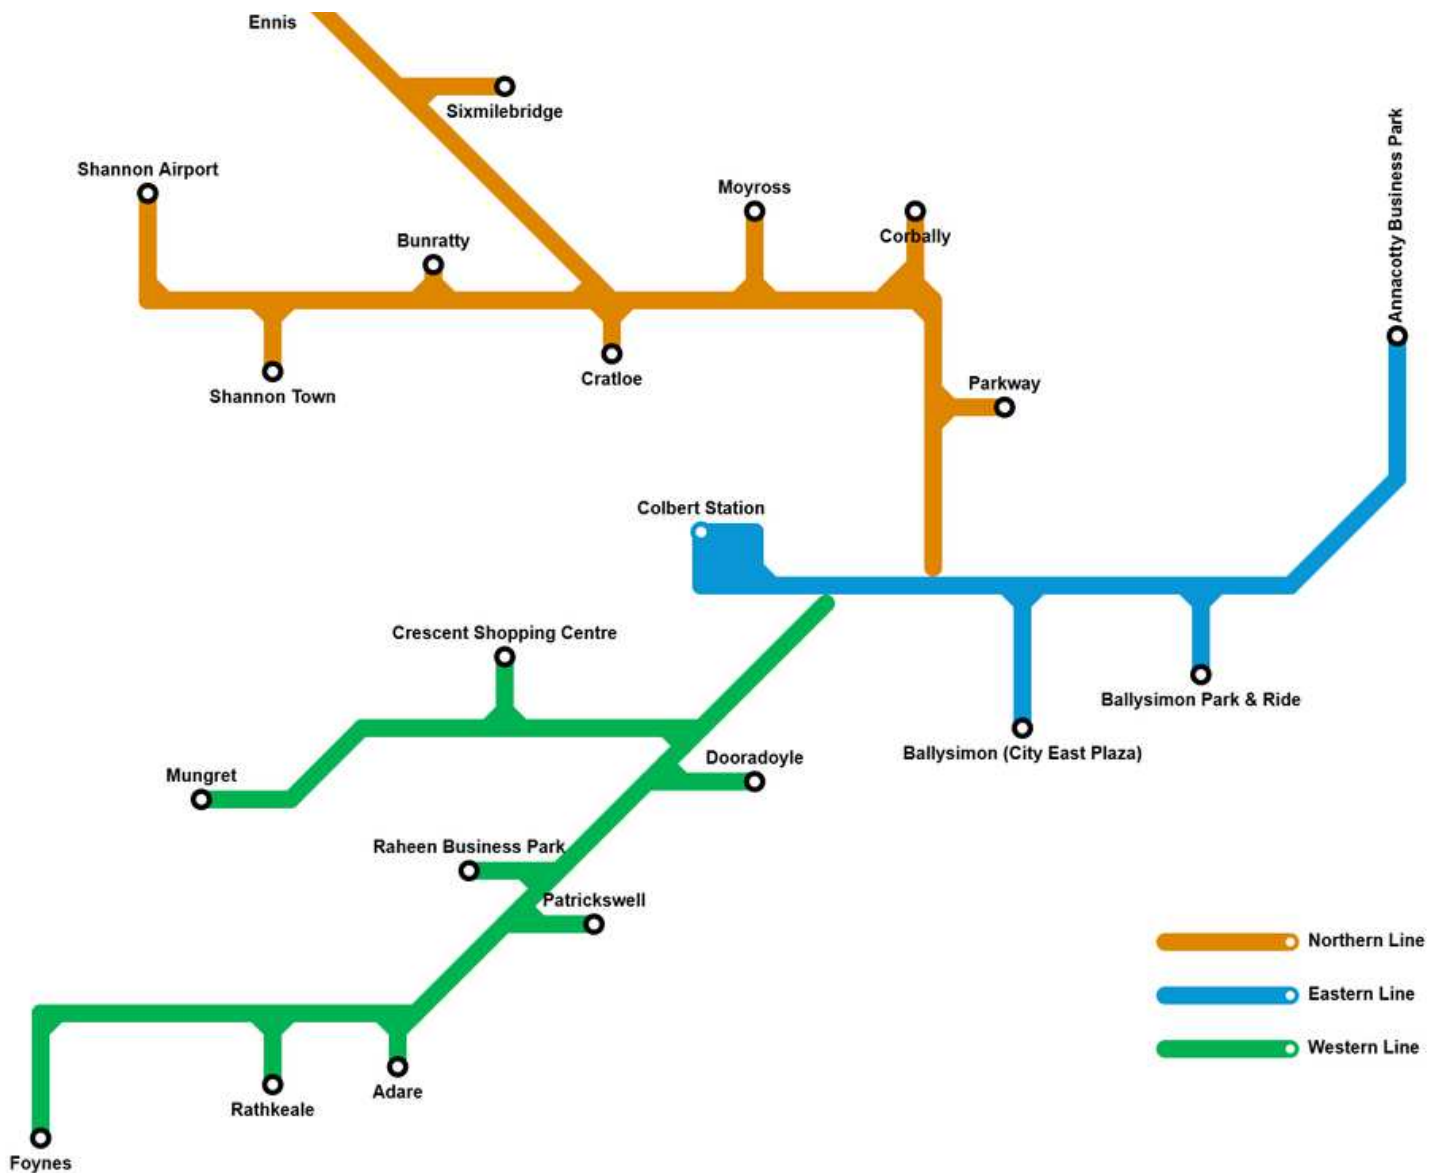 Ennis
Sixmilebridge
Annacotty Business Park
Shannon Airport
Moyross
Bunratty
Corbally
Cratloe
Parkway
Shannon Town
Colbert Station
Crescent Shopping Centre
Ballysimon Park & Ride
Ballysimon (City East Plaza)
Dooradoyle
Mungret
Raheen Business Park
Patrickswell
Northern Line
Eastern Line
Western Line
Adare
Rathkeale
Foynes